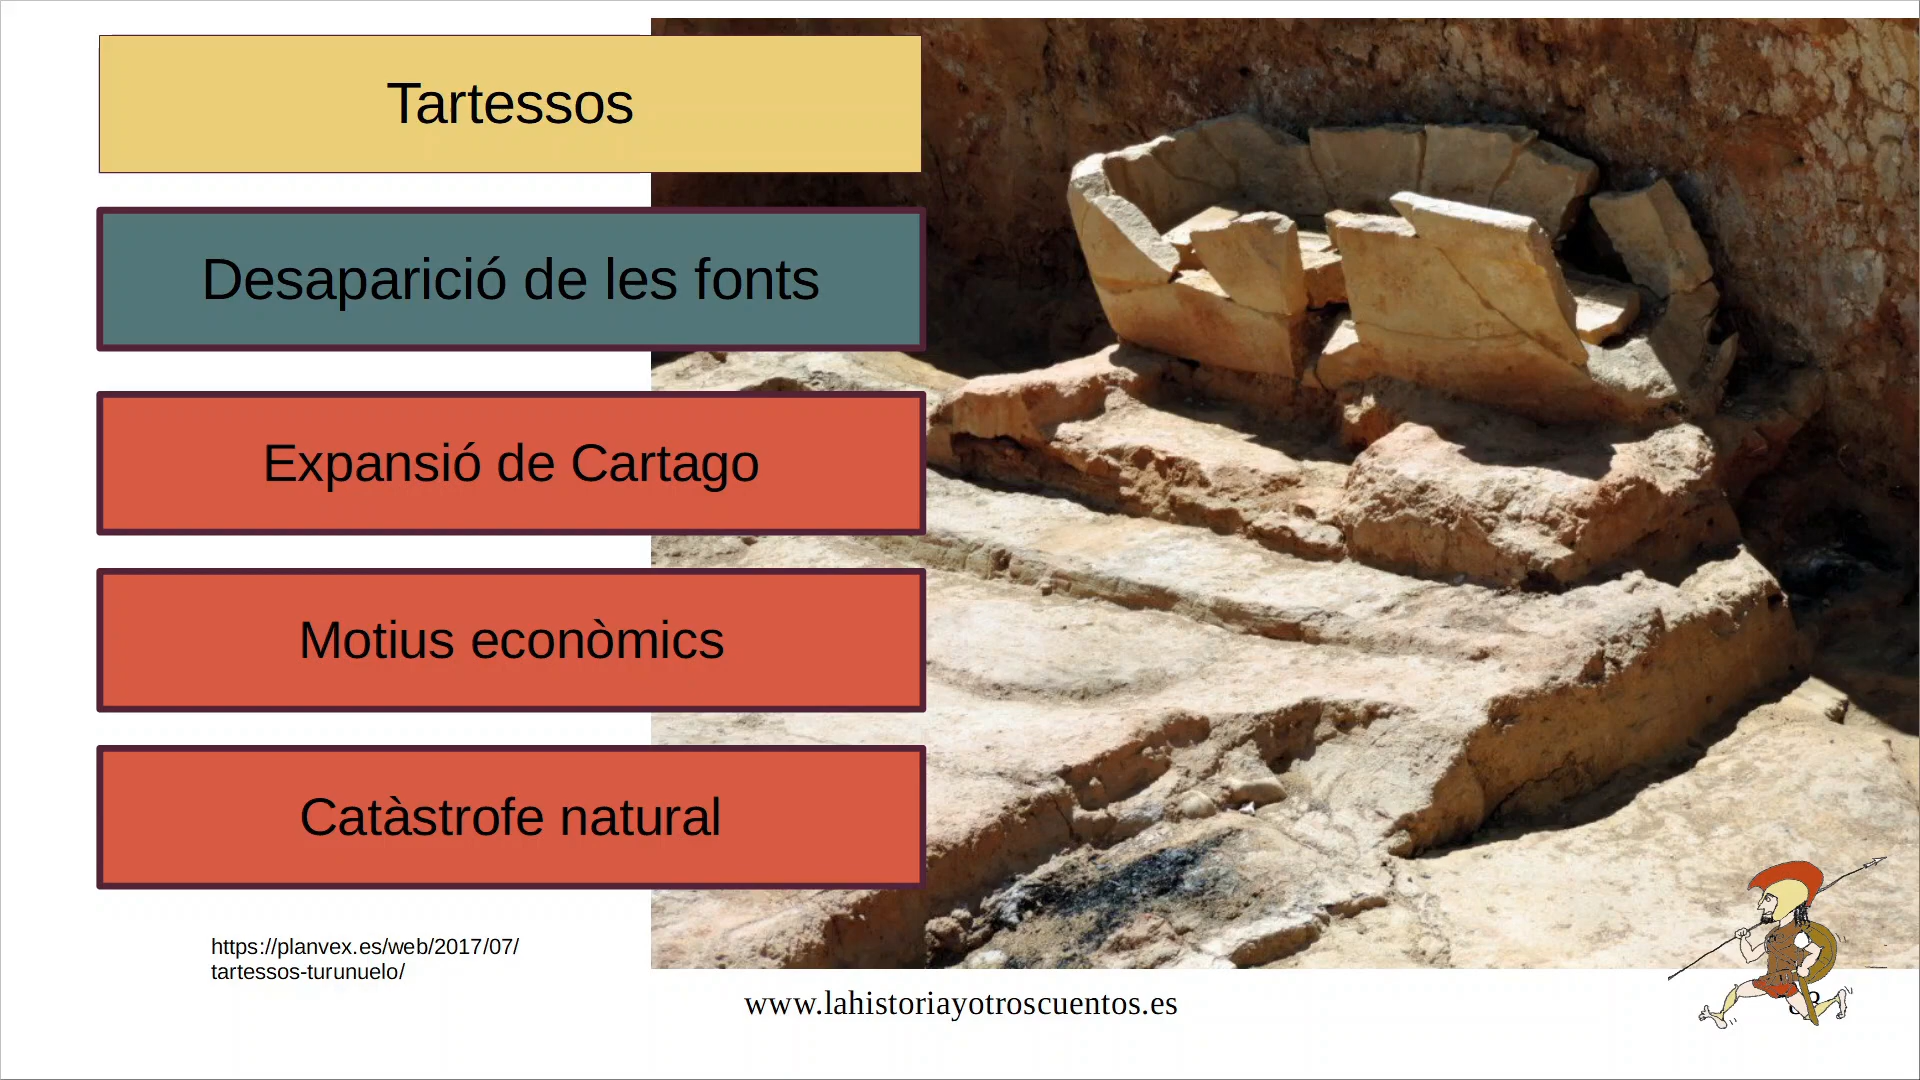 Tartessos
Desaparició de les fonts
Expansió de Cartago
Motius econòmics
Catàstrofe natural
https://planvex.es/web/2017/07/
tartessos-turunuelo/
www.lahistoriayotroscuentos.es